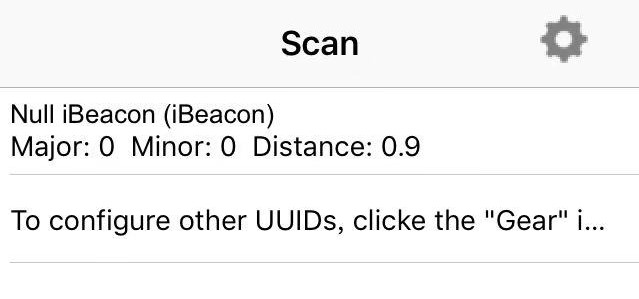 Scan
Null iBeacon (iBeacon)
Major: 0 Minor: 0 Distance: 0.9
To configure other UUIDs, clicke the "Gear" i...